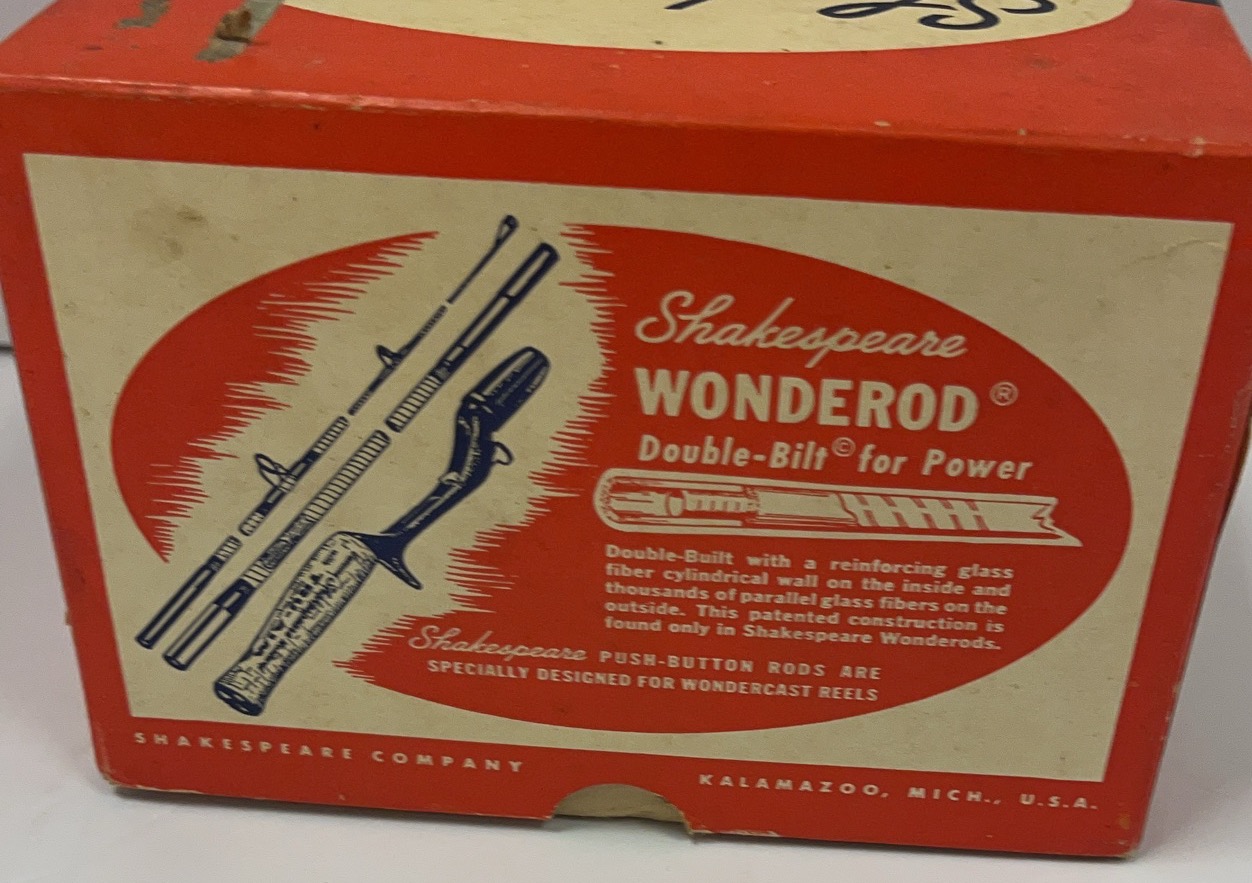 Shakespeare
WONDEROD®
Double-Bilt© for Power
Double-Built with a reinforcing glass
fiber cylindrical wall on the inside and
thousands of parallel glass fibers on the
outside. This patented construction is
found only in Shakespeare Wonderods.
Shakespeare PUSH-BUTTON RODS ARE
SPECIALLY DESIGNED FOR WONDERCAST REELS
SHAKESPEARE COMPANY
KALAMAZOO, MICH., U.S.A.